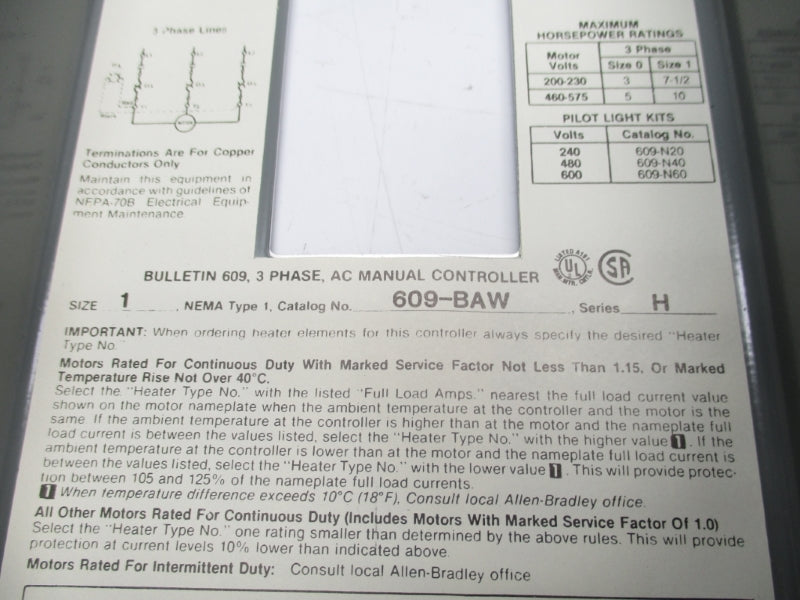 3 Phase Lines
MOTOR
Terminations Are For Copper
Conductors Only
Maintain this equipment in
accordance with guidelines of
NFPA-70B Electrical Equip-
ment Maintenance.
MAXIMUM
HORSEPOWER RATINGS
Motor Volts 3 Phase
Size 0 Size 1
200-230 3 7-1/2
460-575 5 10
PILOT LIGHT KITS
Volts Catalog No.
240 609-N20
480 609-N40
600 609-N60
BULLETIN 609, 3 PHASE, AC MANUAL CONTROLLER
UL
SA
SIZE 1 , NEMA Type 1, Catalog No. 609-BAW , Series H
IMPORTANT: When ordering heater elements for this controller always specify the desired "Heater
Type No."
Motors Rated For Continuous Duty With Marked Service Factor Not Less Than 1.15, Or Marked
Temperature Rise Not Over 40°C.
Select the "Heater Type No." with the listed "Full Load Amps." nearest the full load current value
shown on the motor nameplate when the ambient temperature at the controller and the motor is the
same. If the ambient temperature at the controller is higher than at the motor and the nameplate full
load current is between the values listed, select the "Heater Type No." with the higher value 1. If the
ambient temperature at the controller is lower than at the motor and the nameplate full load current is
between the values listed, select the "Heater Type No." with the lower value 1. This will provide protec-
tion between 105 and 125% of the nameplate full load currents.
1 When temperature difference exceeds 10°C (18°F), Consult local Allen-Bradley office.
All Other Motors Rated For Continuous Duty (Includes Motors With Marked Service Factor Of 1.0)
Select the "Heater Type No." one rating smaller than determined by the above rules. This will provide
protection at current levels 10% lower than indicated above.
Motors Rated For Intermittent Duty: Consult local Allen-Bradley office